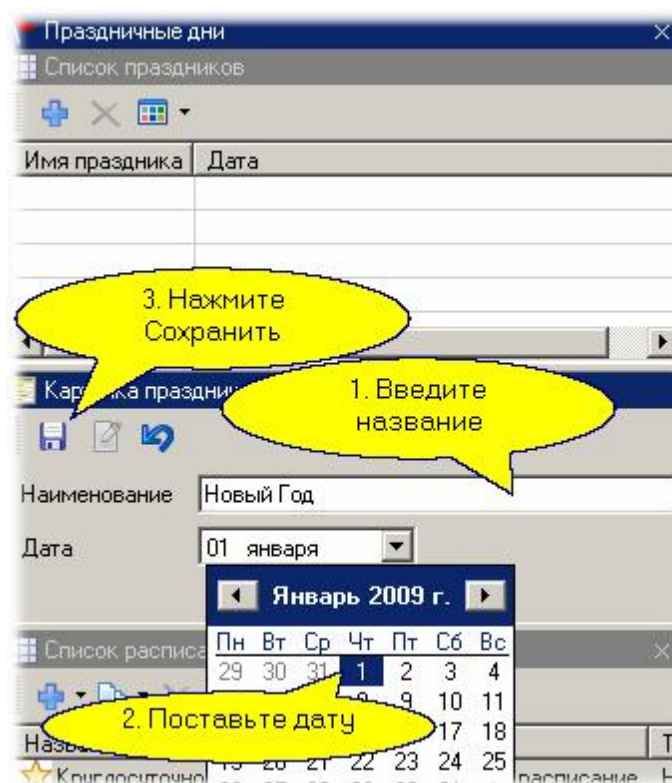 Праздничные дни
Список праздников
Имя праздника Дата
3. Нажмите
Сохранить
1. Введите
название
Наименование Новый Год
Дата 01 января
Январь 2009 г.
Пн Вт Ср Чт Пт Сб Вс
29 30 31 1 2 3 4
9 10 11
2. Поставьте дату
17 18
22 23 24 25
расписание